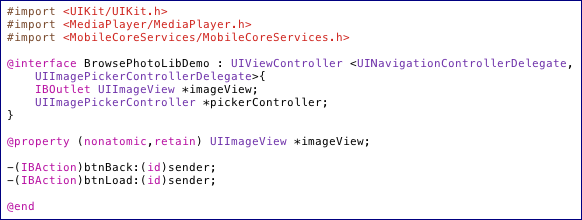 #import <UIKit/UIKit.h>
#import <MediaPlayer/MediaPlayer.h>
#import <MobileCoreServices/MobileCoreServices.h>
@interface BrowsePhotoLibDemo : UIViewController <UINavigationControllerDelegate,
UIImagePickerControllerDelegate>{
IBOutlet UIImageView *imageView;
UIImagePickerController *pickerController;
}
@property (nonatomic,retain) UIImageView *imageView;
-(IBAction)btnBack:(id)sender;
-(IBAction)btnLoad:(id)sender;
@end